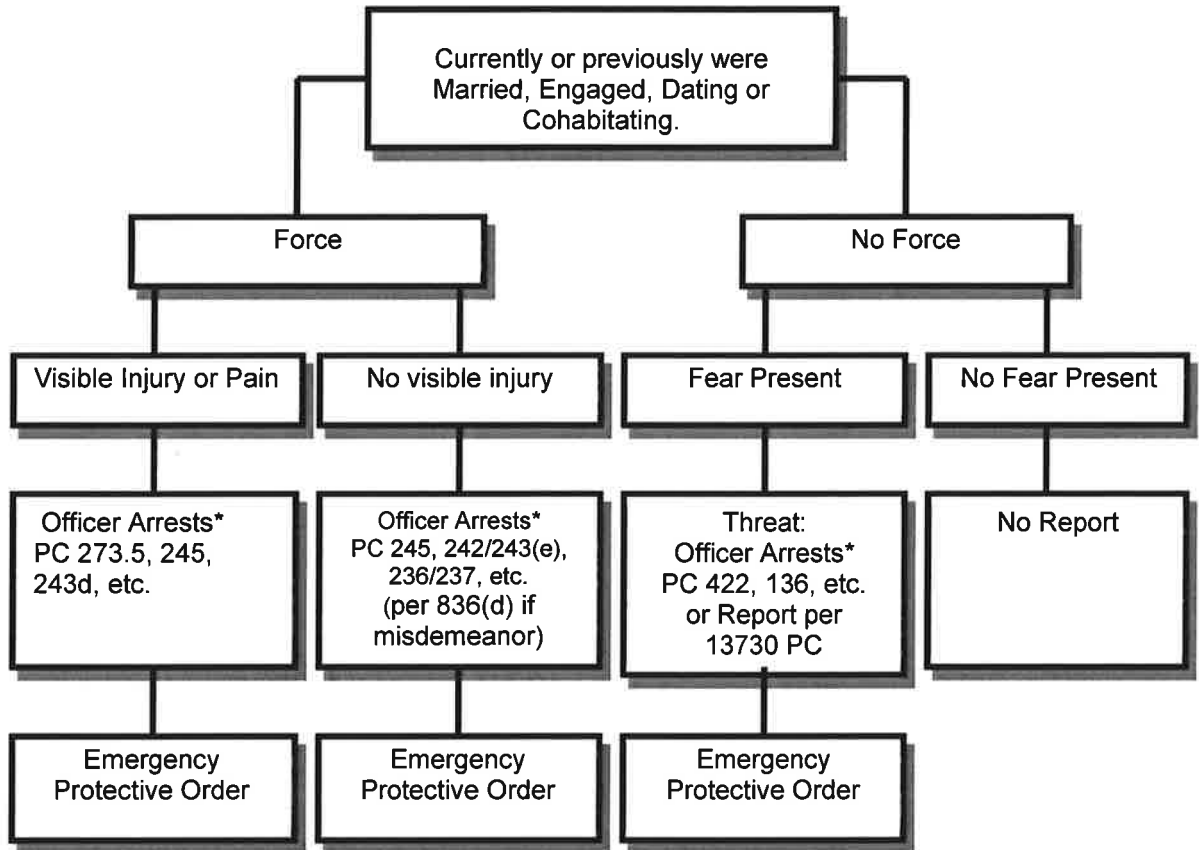 Currently or previously were
Married, Engaged, Dating or
Cohabitating.
Force
No Force
Visible Injury or Pain
No visible injury
Fear Present
No Fear Present
Officer Arrests*
PC 273.5, 245,
243d, etc.
Officer Arrests*
PC 245, 242/243(e),
236/237, etc.
(per 836(d) if
misdemeanor)
Threat:
Officer Arrests*
PC 422, 136, etc.
or Report per
13730 PC
No Report
Emergency
Protective Order
Emergency
Protective Order
Emergency
Protective Order